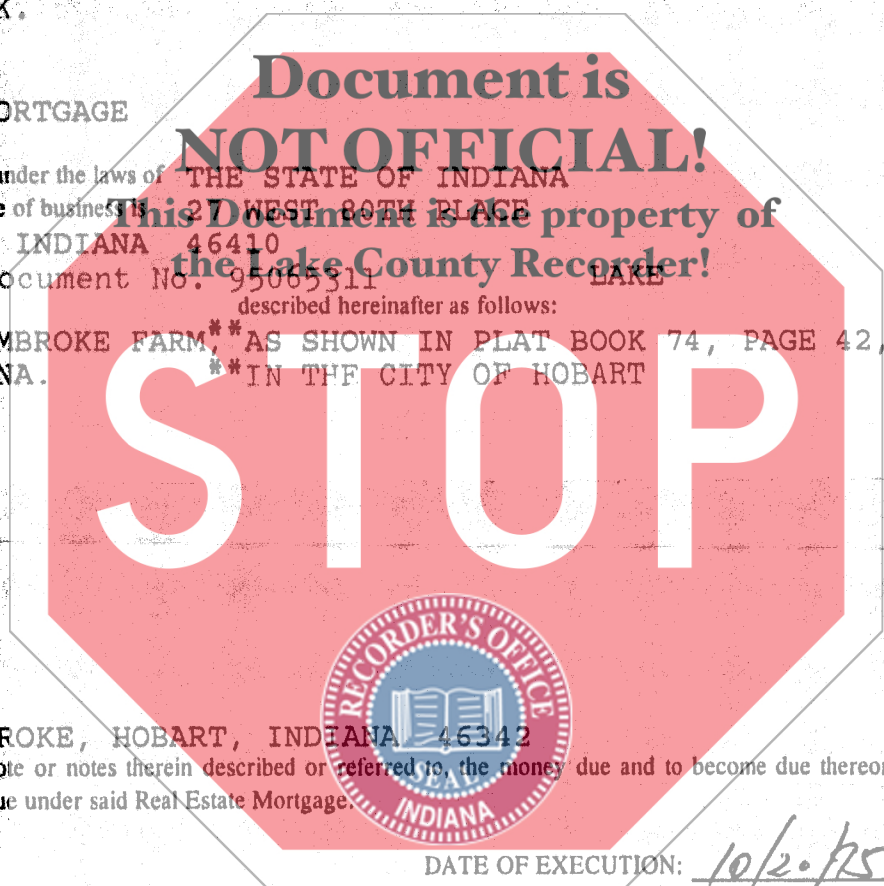 K.
Document is
ORTGAGE
NOT OFFICIAL!
under the laws of THE STATE OF INDIANA
e of business is 27 WEST 80TH PLACE
This Document is the property of
INDIANA 46410
the Lake County Recorder!
ocument No. 95065311 LAKE
described hereinafter as follows:
MBROKE FARM,** AS SHOWN IN PLAT BOOK 74, PAGE 42,
NA. **IN THF CITY OF HOBART
STOP
RECORDER'S OFFICE
ROKE, HOBART, INDIANA 46342
ote or notes therein described or referred to, the money due and to become due thereon
SEAL
ue under said Real Estate Mortgage.
INDIANA
DATE OF EXECUTION: 10/20/95